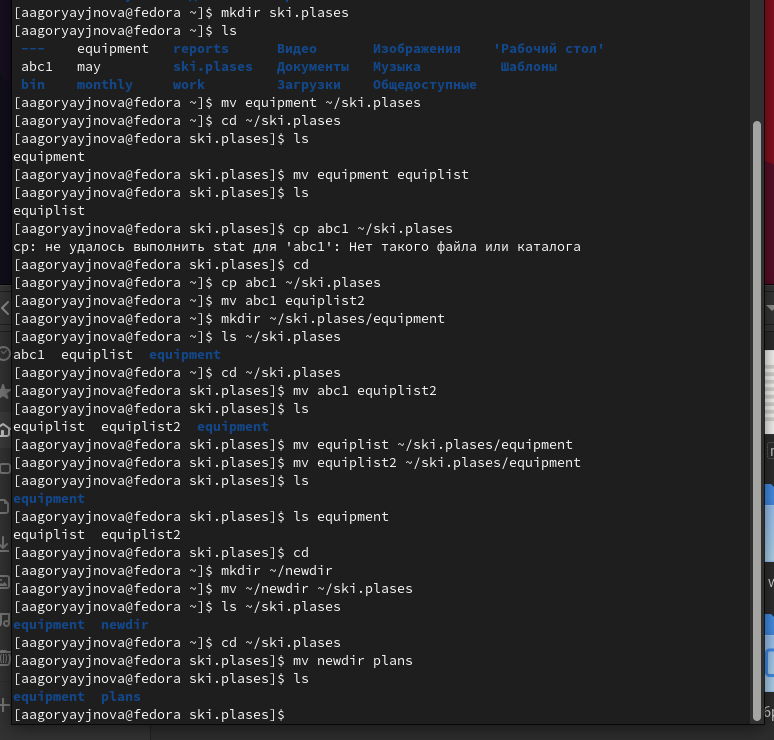 [aagoryayjnova@fedora ~]$ mkdir ski.plases
[aagoryayjnova@fedora ~]$ ls
---    equipment   reports      Видео       Изображения    'Рабочий стол'
abc1   may         ski.plases   Документы   Музыка          Шаблоны
bin    monthly     work         Загрузки    Общедоступные
[aagoryayjnova@fedora ~]$ mv equipment ~/ski.plases
[aagoryayjnova@fedora ~]$ cd ~/ski.plases
[aagoryayjnova@fedora ski.plases]$ ls
equipment
[aagoryayjnova@fedora ski.plases]$ mv equipment equiplist
[aagoryayjnova@fedora ski.plases]$ ls
equiplist
[aagoryayjnova@fedora ski.plases]$ cp abc1 ~/ski.plases
cp: не удалось выполнить stat для 'abc1': Нет такого файла или каталога
[aagoryayjnova@fedora ski.plases]$ cd
[aagoryayjnova@fedora ~]$ cp abc1 ~/ski.plases
[aagoryayjnova@fedora ~]$ mv abc1 equiplist2
[aagoryayjnova@fedora ~]$ mkdir ~/ski.plases/equipment
[aagoryayjnova@fedora ~]$ ls ~/ski.plases
abc1  equiplist  equipment
[aagoryayjnova@fedora ~]$ cd ~/ski.plases
[aagoryayjnova@fedora ski.plases]$ mv abc1 equiplist2
[aagoryayjnova@fedora ski.plases]$ ls
equiplist  equiplist2  equipment
[aagoryayjnova@fedora ski.plases]$ mv equiplist ~/ski.plases/equipment
[aagoryayjnova@fedora ski.plases]$ mv equiplist2 ~/ski.plases/equipment
[aagoryayjnova@fedora ski.plases]$ ls
equipment
[aagoryayjnova@fedora ski.plases]$ ls equipment
equiplist  equiplist2
[aagoryayjnova@fedora ski.plases]$ cd
[aagoryayjnova@fedora ~]$ mkdir ~/newdir
[aagoryayjnova@fedora ~]$ mv ~/newdir ~/ski.plases
[aagoryayjnova@fedora ~]$ ls ~/ski.plases
equipment  newdir
[aagoryayjnova@fedora ~]$ cd ~/ski.plases
[aagoryayjnova@fedora ski.plases]$ mv newdir plans
[aagoryayjnova@fedora ski.plases]$ ls
equipment  plans
[aagoryayjnova@fedora ski.plases]$